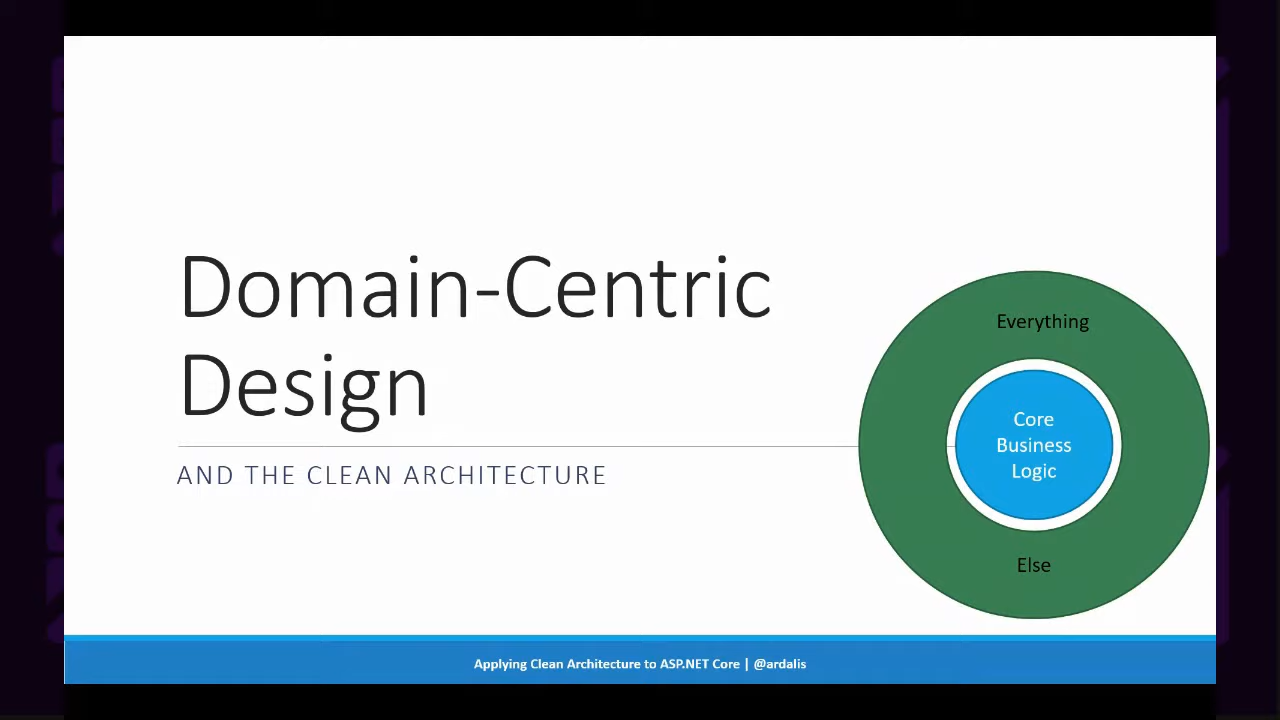 Domain-Centric
Design
AND THE CLEAN ARCHITECTURE
Everything
Core
Business
Logic
Else
Applying Clean Architecture to ASP.NET Core | @ardalis